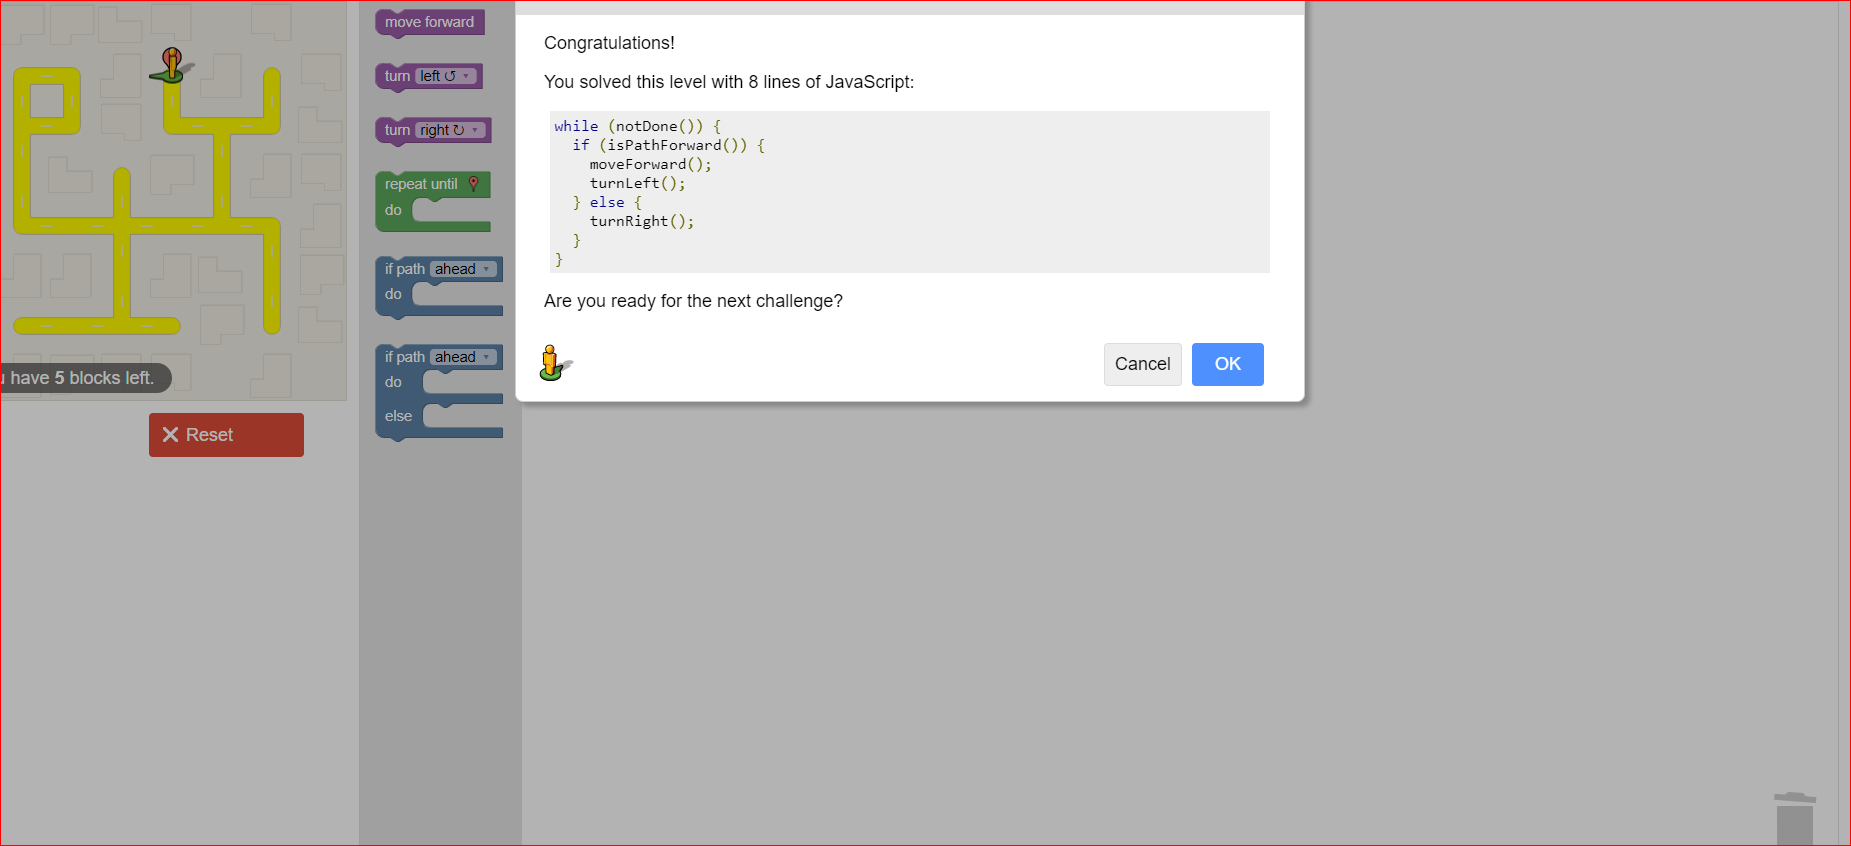 move forward
turn left ↺ ▾
turn right ↻ ▾
repeat until
do
if path ahead ▾
do
if path ahead ▾
do
else
have 5 blocks left.
Reset
Congratulations!
You solved this level with 8 lines of JavaScript:
while (notDone()) {
  if (isPathForward()) {
    moveForward();
    turnLeft();
  } else {
    turnRight();
  }
}
Are you ready for the next challenge?
Cancel
OK